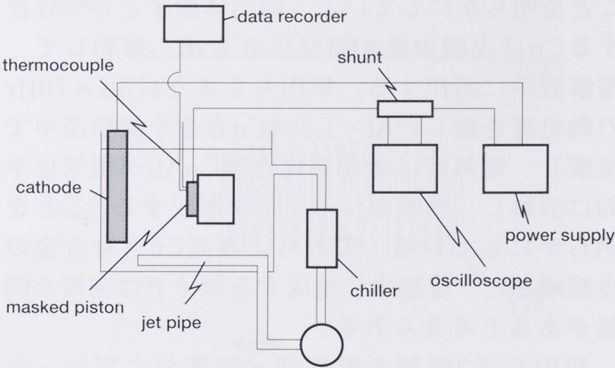 data recorder
thermocouple
shunt
cathode
power supply
oscilloscope
chiller
masked piston
jet pipe